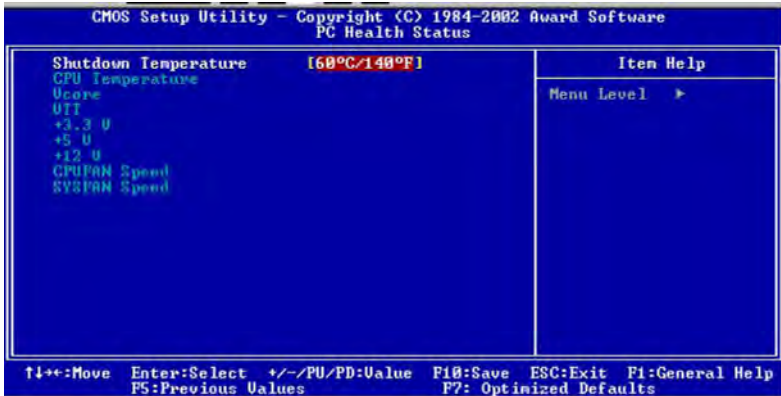 CMOS Setup Utility - Copyright (C) 1984-2002 Award Software
PC Health Status
Shutdown Temperature [60°C/140°F]
CPU Temperature
Vcore
VTT
+3.3 V
+5 V
+12 V
CPUFAN Speed
SYSFAN Speed
Item Help
Menu Level ►
↑↓→←:Move Enter:Select +/-/PU/PD:Value F10:Save ESC:Exit F1:General Help
F5:Previous Values F7: Optimized Defaults